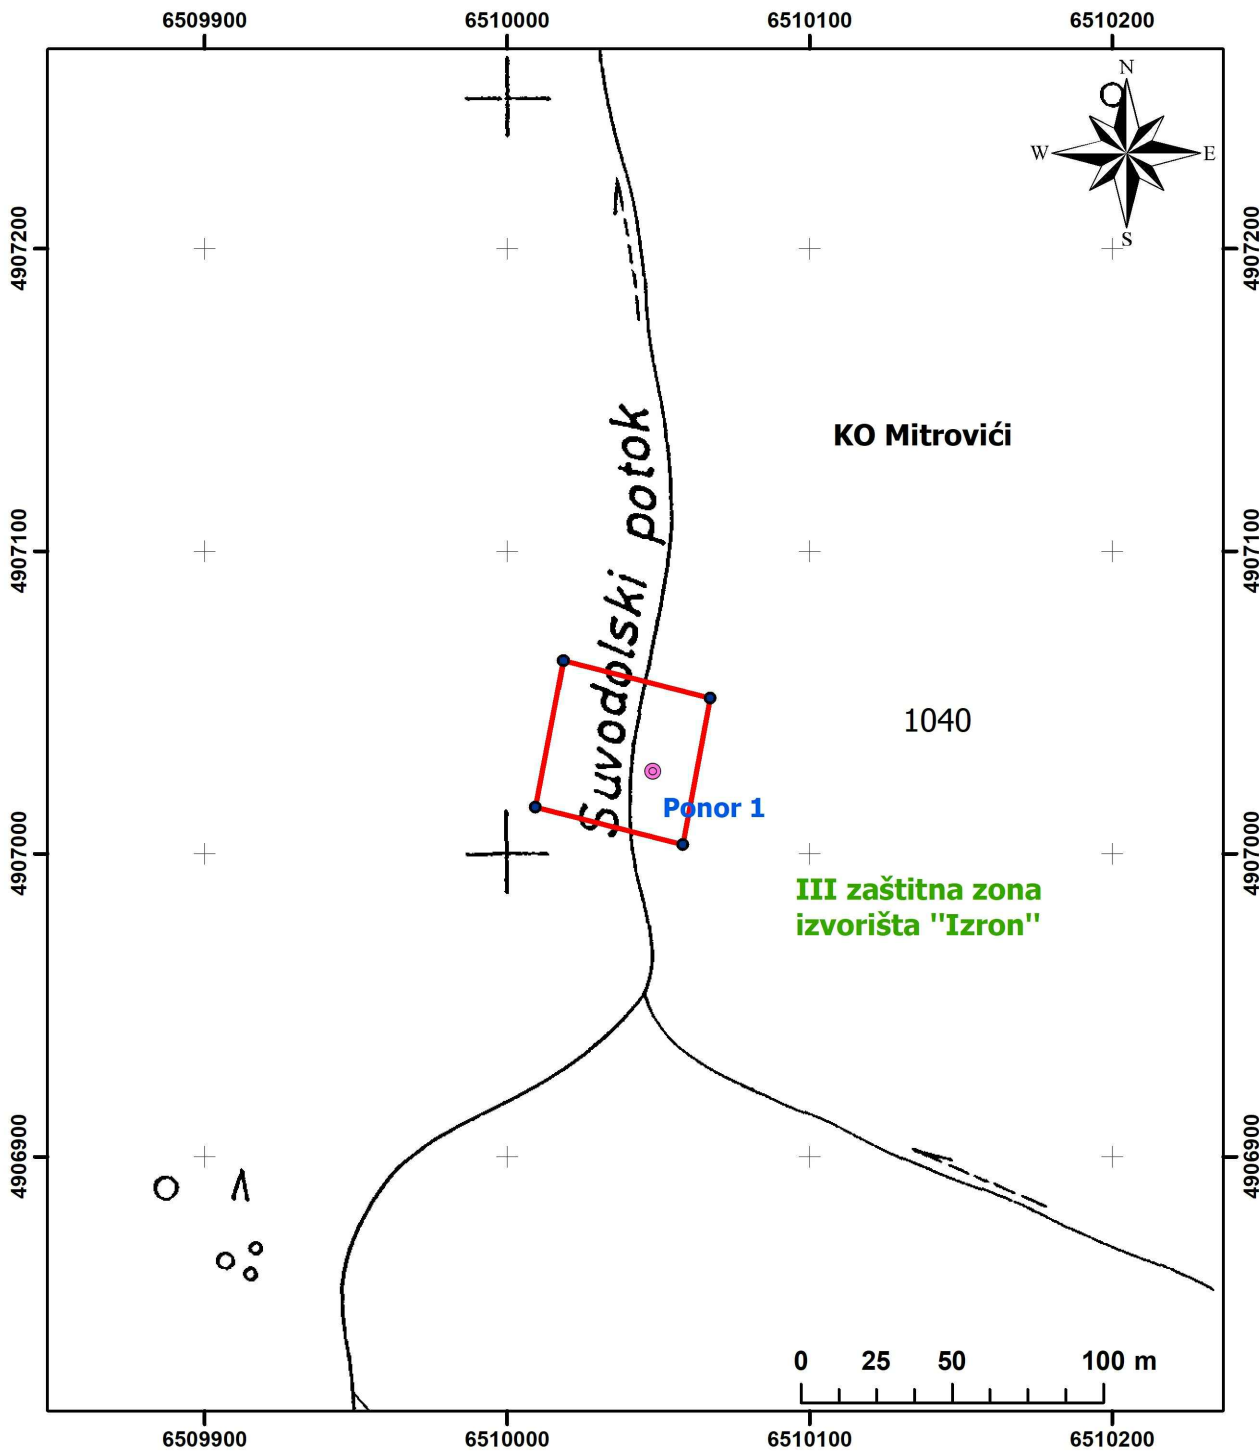 6509900 6510000 6510100 6510200
N
W E
S
4907200 4907200
KO Mitrovići
Suvodolski potok
4907100 4907100
1040
Ponor 1
4907000 4907000
III zaštitna zona
izvorišta "Izron"
4906900 4906900
0 25 50 100 m
6509900 6510000 6510100 6510200